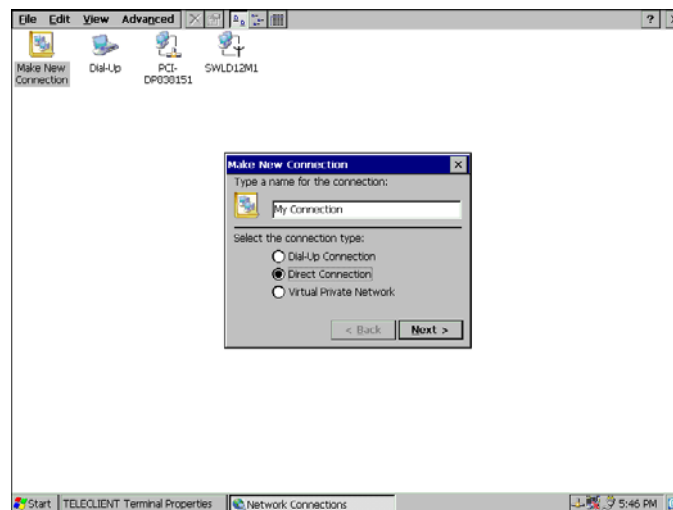 File Edit View Advanced ?
Make New Connection
Dial-Up
PCI-DP838151
SWLD12M1
Make New Connection
Type a name for the connection:
My Connection
Select the connection type:
Dial-Up Connection
Direct Connection
Virtual Private Network
< Back Next >
Start TELECLIENT Terminal Properties Network Connections 5:46 PM